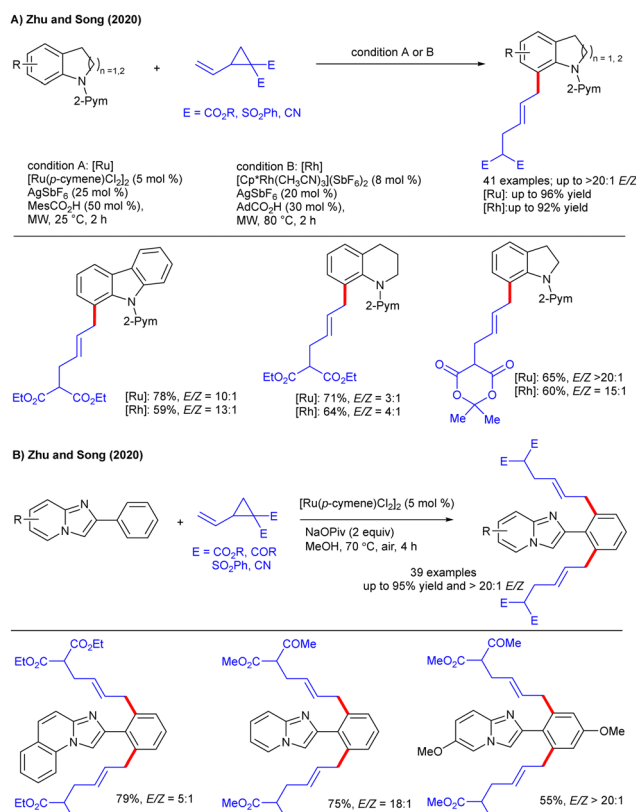 A) Zhu and Song (2020)
R
n =1,2
N
2-Pym
+
E
E
E = CO2R, SO2Ph, CN
condition A or B
R
n = 1, 2
N
2-Pym
E
E
condition A: [Ru]
[Ru(p-cymene)Cl2]2 (5 mol %)
AgSbF6 (25 mol %)
MesCO2H (50 mol %),
MW, 25 °C, 2 h
condition B: [Rh]
[Cp*Rh(CH3CN)3](SbF6)2 (8 mol %)
AgSbF6 (20 mol %)
AdCO2H (30 mol %),
MW, 80 °C, 2 h
41 examples; up to >20:1 E/Z
[Ru]: up to 96% yield
[Rh]:up to 92% yield
N
2-Pym
EtO2C
CO2Et
[Ru]: 78%, E/Z = 10:1
[Rh]: 59%, E/Z = 13:1
N
2-Pym
EtO2C
CO2Et
[Ru]: 71%, E/Z = 3:1
[Rh]: 64%, E/Z = 4:1
N
2-Pym
O
O
O
O
Me
Me
[Ru]: 65%, E/Z >20:1
[Rh]: 60%, E/Z = 15:1
B) Zhu and Song (2020)
R
N
N
+
E
E
E = CO2R, COR
SO2Ph, CN
[Ru(p-cymene)Cl2]2 (5 mol %)
NaOPiv (2 equiv)
MeOH, 70 °C, air, 4 h
E
E
R
N
N
E
E
39 examples
up to 95% yield and > 20:1 E/Z
CO2Et
EtO2C
N
N
79%, E/Z = 5:1
COMe
MeO2C
N
N
MeO2C
75%, E/Z = 18:1
COMe
MeO2C
N
N
MeO
OMe
MeO2C
55%, E/Z > 20:1